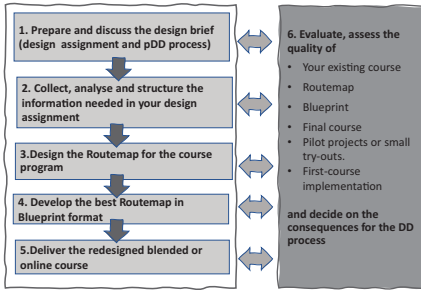 1. Prepare and discuss the design brief
(design assignment and pDD process)
2. Collect, analyse and structure the
information needed in your design
assignment
3.Design the Routemap for the course
program
4. Develop the best Routemap in
Blueprint format
5.Deliver the redesigned blended or
online course
6. Evaluate, assess the
quality of
• Your existing course
• Routemap
• Blueprint
• Final course
• Pilot projects or small
try-outs.
• First-course
implementation
and decide on the
consequences for the DD
process